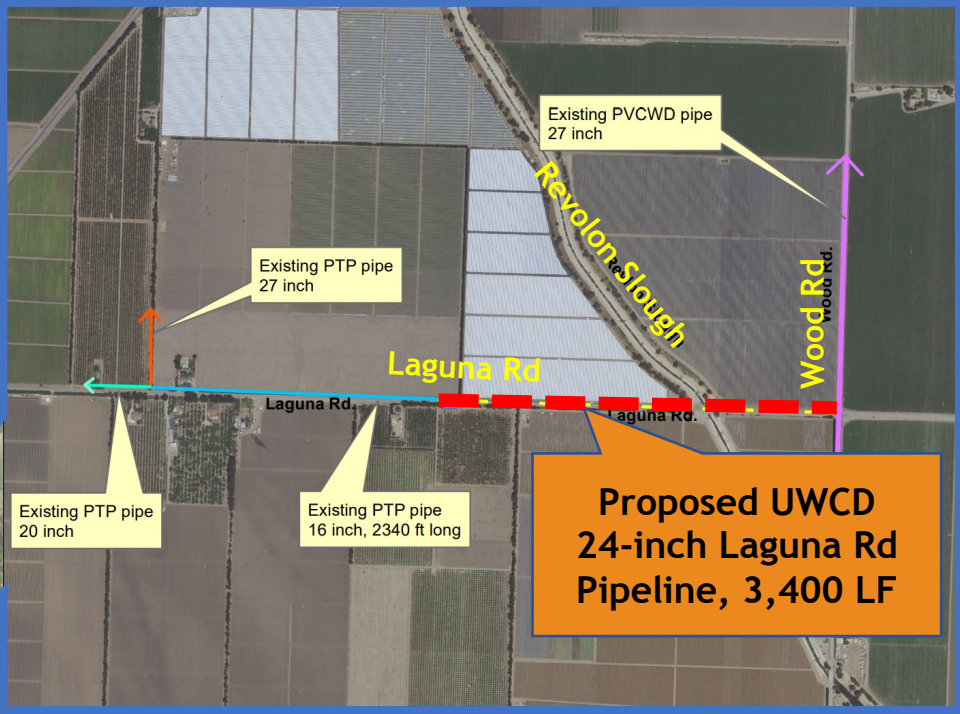 Existing PVCWD pipe
27 inch
Revolon Slough
Wood Rd
Wood Rd.
Existing PTP pipe
27 inch
Laguna Rd
Laguna Rd.
Laguna Rd.
Existing PTP pipe
20 inch
Existing PTP pipe
16 inch, 2340 ft long
Proposed UWCD
24-inch Laguna Rd
Pipeline, 3,400 LF